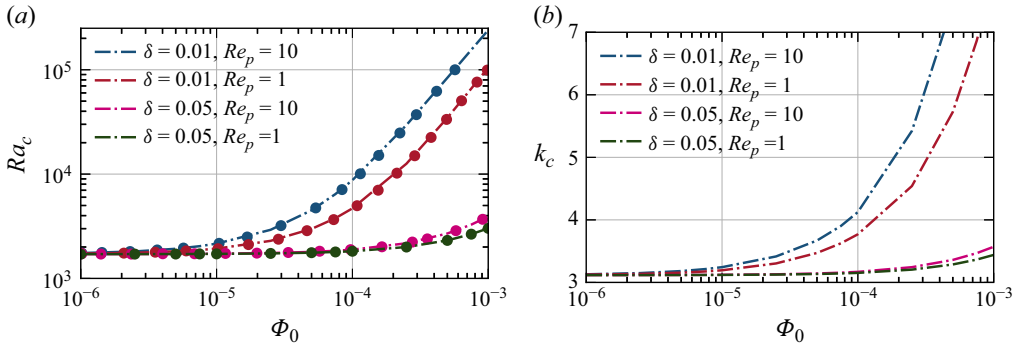 (a)
δ = 0.01, Re_p = 10
δ = 0.01, Re_p = 1
δ = 0.05, Re_p = 10
δ = 0.05, Re_p =1
Ra_c
10^5
10^4
10^3
10^−6
10^−5
10^−4
10^−3
Φ_0
(b)
δ = 0.01, Re_p = 10
δ = 0.01, Re_p = 1
δ = 0.05, Re_p = 10
δ = 0.05, Re_p =1
k_c
7
6
5
4
3
10^−6
10^−5
10^−4
10^−3
Φ_0